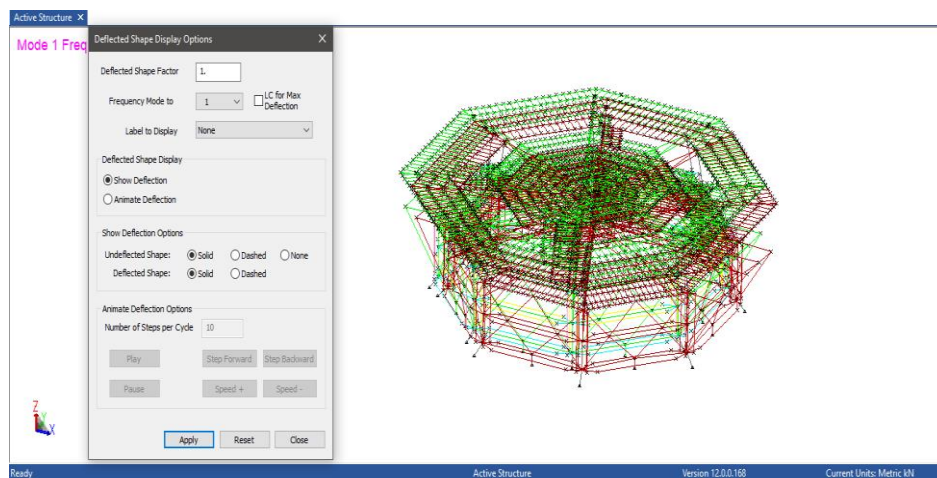 Active Structure ×
Mode 1 Freq
Deflected Shape Display Options
Deflected Shape Factor 1.
Frequency Mode to 1 LC for Max Deflection
Label to Display None
Deflected Shape Display
Show Deflection
Animate Deflection
Show Deflection Options
Undeflected Shape: Solid Dashed None
Deflected Shape: Solid Dashed
Animate Deflection Options
Number of Steps per Cycle 10
Play Step Forward Step Backward
Pause Speed + Speed -
Apply Reset Close
Z
Y
X
Ready Active Structure Version 12.0.0.168 Current Units: Metric kN